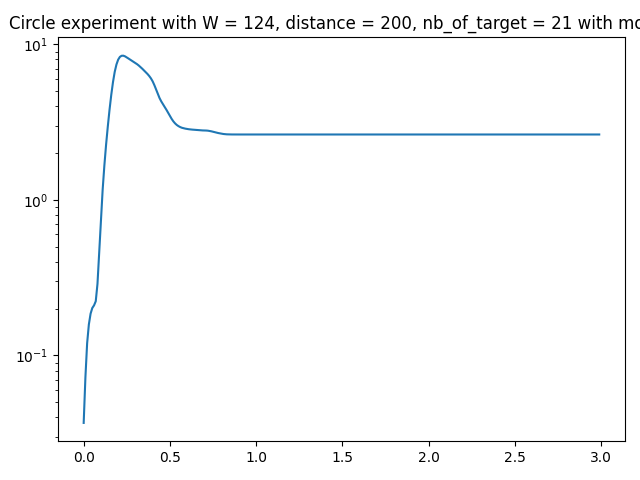 Circle experiment with W = 124, distance = 200, nb_of_target = 21 with
10¹
10⁰
10⁻¹
0.0 0.5 1.0 1.5 2.0 2.5 3.0